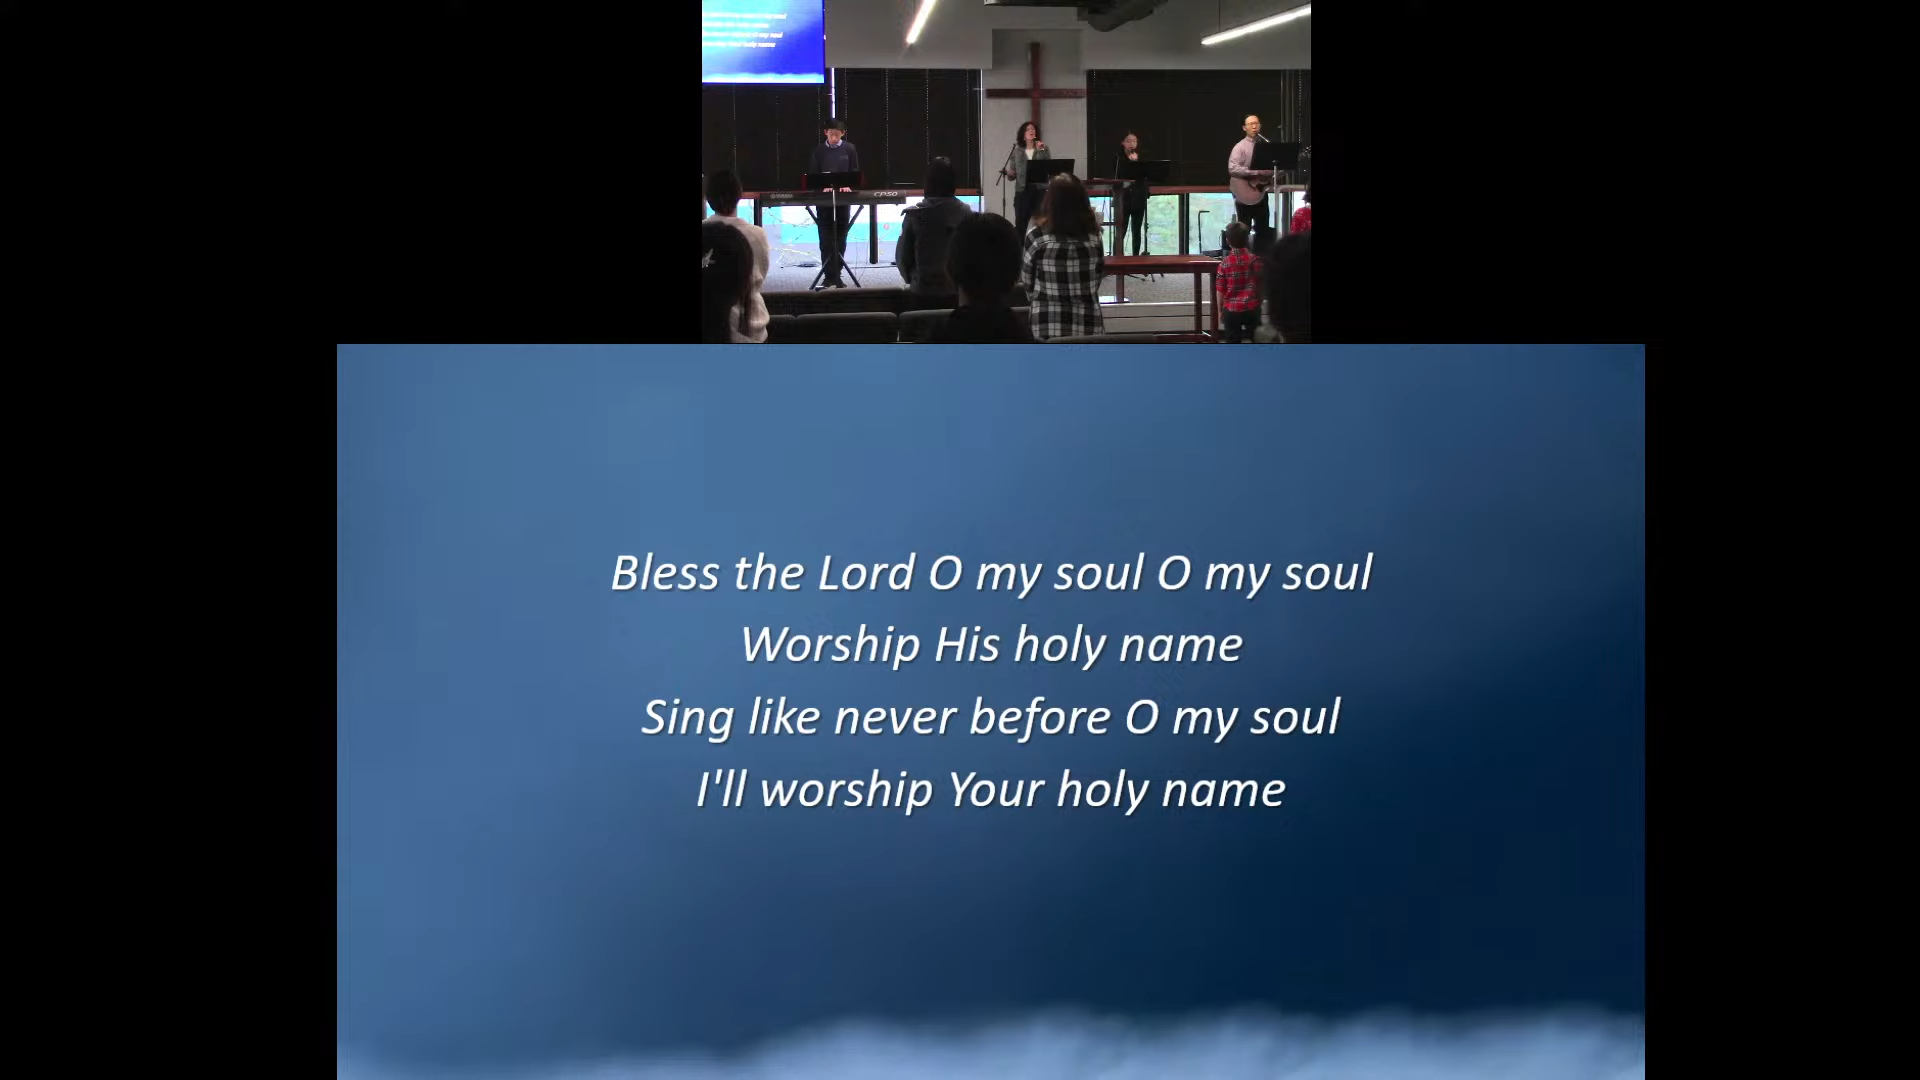 CP50
Bless the Lord O my soul O my soul
Worship His holy name
Sing like never before O my soul
I'll worship Your holy name